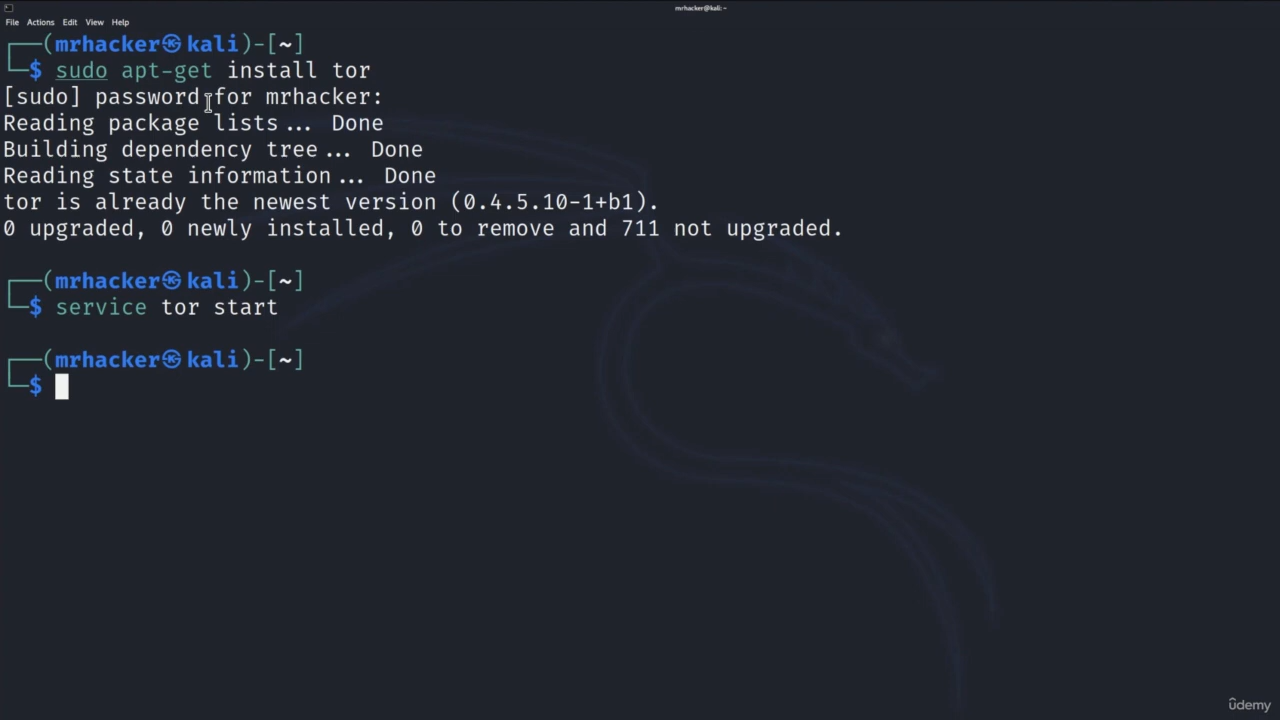 mrhacker@kali: ~
File Actions Edit View Help
┌──(mrhacker㉿kali)-[~]
└─$ sudo apt-get install tor
[sudo] password for mrhacker:
Reading package lists... Done
Building dependency tree... Done
Reading state information... Done
tor is already the newest version (0.4.5.10-1+b1).
0 upgraded, 0 newly installed, 0 to remove and 711 not upgraded.
┌──(mrhacker㉿kali)-[~]
└─$ service tor start
┌──(mrhacker㉿kali)-[~]
└─$
ûdemy